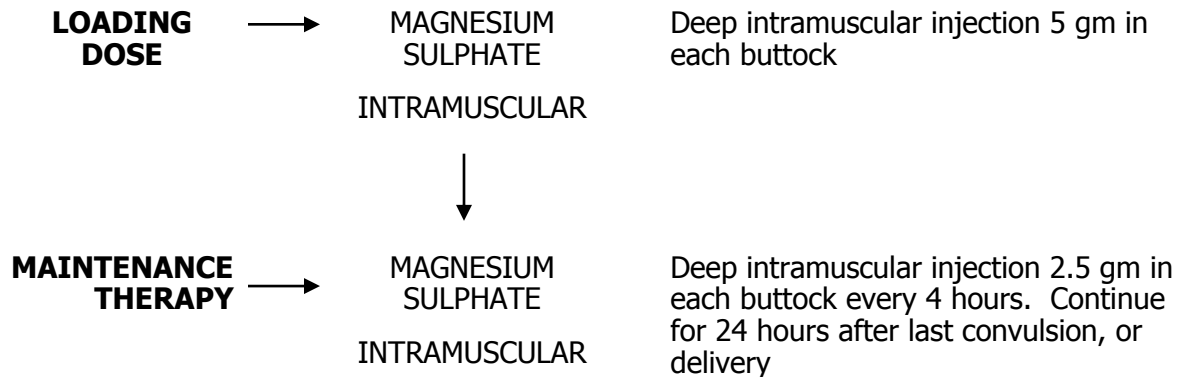 LOADING
DOSE
MAGNESIUM
SULPHATE
INTRAMUSCULAR
Deep intramuscular injection 5 gm in
each buttock
MAINTENANCE
THERAPY
MAGNESIUM
SULPHATE
INTRAMUSCULAR
Deep intramuscular injection 2.5 gm in
each buttock every 4 hours.  Continue
for 24 hours after last convulsion, or
delivery